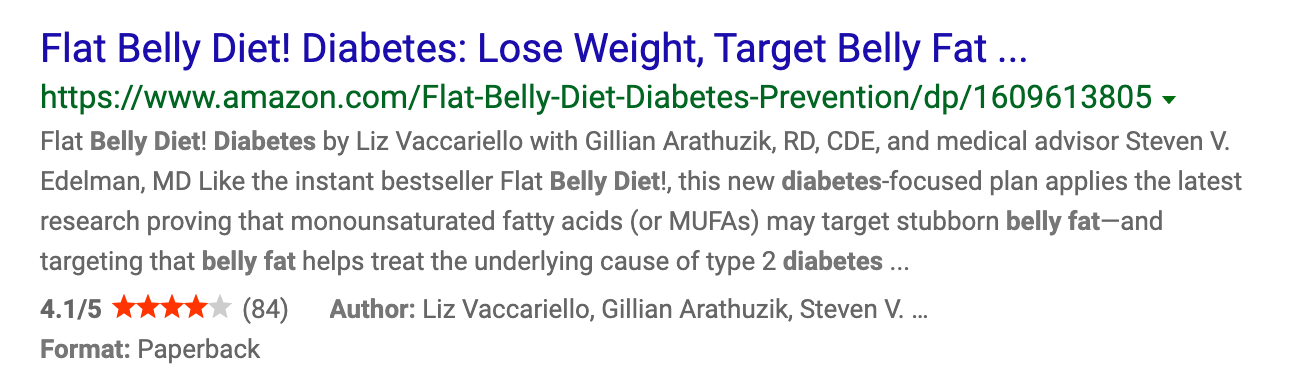 Flat Belly Diet! Diabetes: Lose Weight, Target Belly Fat ...
https://www.amazon.com/Flat-Belly-Diet-Diabetes-Prevention/dp/1609613805
Flat Belly Diet! Diabetes by Liz Vaccariello with Gillian Arathuzik, RD, CDE, and medical advisor Steven V.
Edelman, MD Like the instant bestseller Flat Belly Diet!, this new diabetes-focused plan applies the latest
research proving that monounsaturated fatty acids (or MUFAs) may target stubborn belly fat—and
targeting that belly fat helps treat the underlying cause of type 2 diabetes ...
4.1/5 ★★★★★ (84) Author: Liz Vaccariello, Gillian Arathuzik, Steven V. ...
Format: Paperback